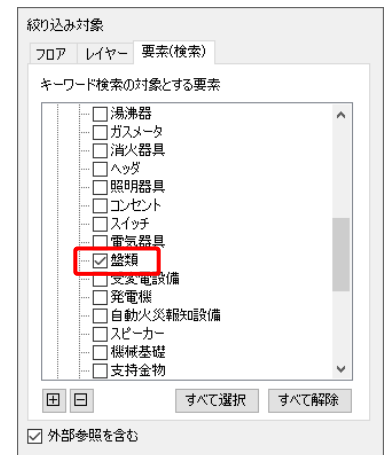 絞り込み対象
フロア レイヤー 要素(検索)
キーワード検索の対象とする要素
湯沸器
ガスメータ
消火器具
ヘッダ
照明器具
コンセント
スイッチ
電気器具
盤類
受変電設備
発電機
自動火災報知設備
スピーカー
機械基礎
支持金物
すべて選択 すべて解除
外部参照を含む